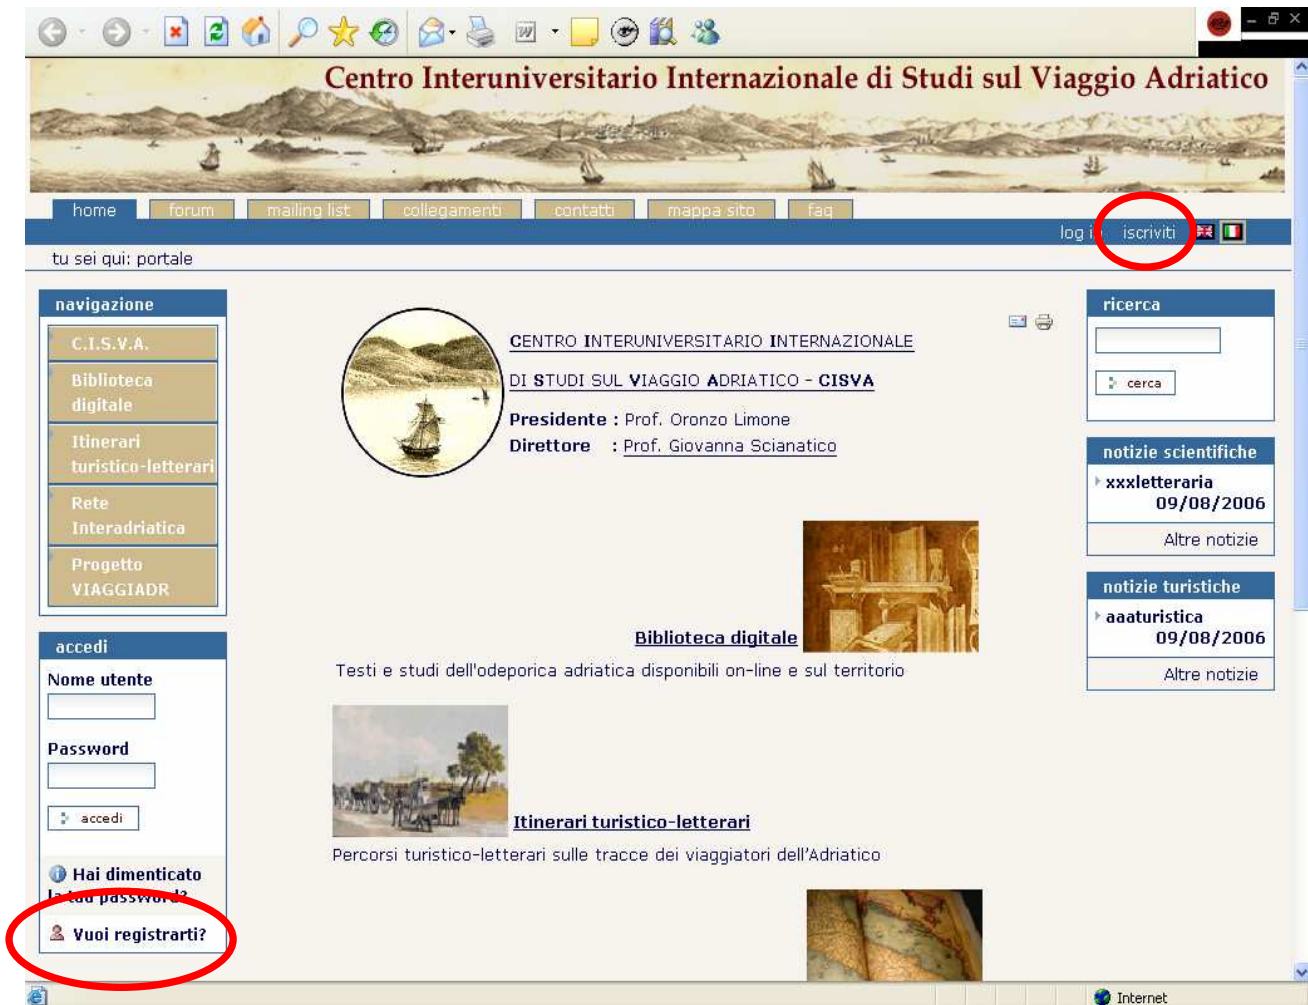 Centro Interuniversitario Internazionale di Studi sul Viaggio Adriatico
home forum mailing list collegamenti contatti mappa sito faq
log in iscriviti
tu sei qui: portale
navigazione
C.I.S.V.A.
Biblioteca
digitale
Itinerari
turistico-letterari
Rete
Interadriatica
Progetto
VIAGGIADR
accedi
Nome utente
Password
accedi
Hai dimenticato
la tua password?
Vuoi registrarti?
CENTRO INTERUNIVERSITARIO INTERNAZIONALE
DI STUDI SUL VIAGGIO ADRIATICO - CISVA
Presidente : Prof. Oronzo Limone
Direttore : Prof. Giovanna Scianatico
Biblioteca digitale
Testi e studi dell'odeporica adriatica disponibili on-line e sul territorio
Itinerari turistico-letterari
Percorsi turistico-letterari sulle tracce dei viaggiatori dell'Adriatico
ricerca
cerca
notizie scientifiche
xxxletteraria
09/08/2006
Altre notizie
notizie turistiche
aaaturistica
09/08/2006
Altre notizie
Internet